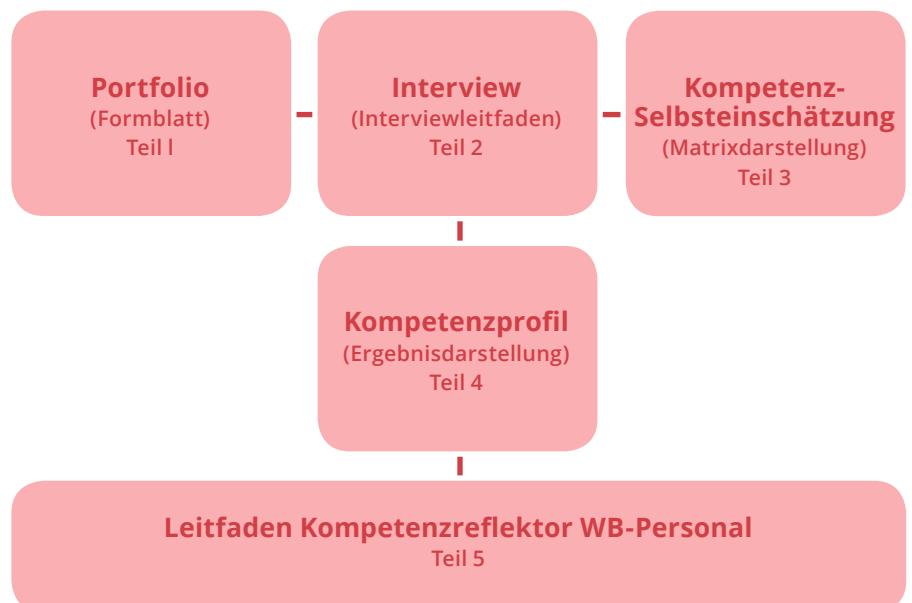 Portfolio
(Formblatt)
Teil l
Interview
(Interviewleitfaden)
Teil 2
Kompetenz-
Selbsteinschätzung
(Matrixdarstellung)
Teil 3
Kompetenzprofil
(Ergebnisdarstellung)
Teil 4
Leitfaden Kompetenzreflektor WB-Personal
Teil 5